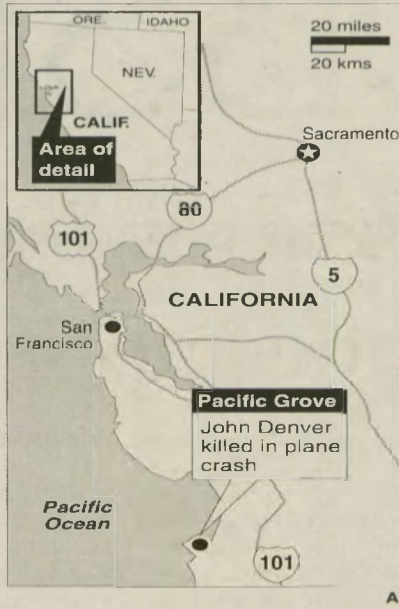 ORE.
IDAHO
NEV.
CALIF.
Area of
detail
20 miles
20 kms
Sacramento
80
101
5
CALIFORNIA
San
Francisco
Pacific Grove
John Denver
killed in plane
crash
Pacific
Ocean
101
A